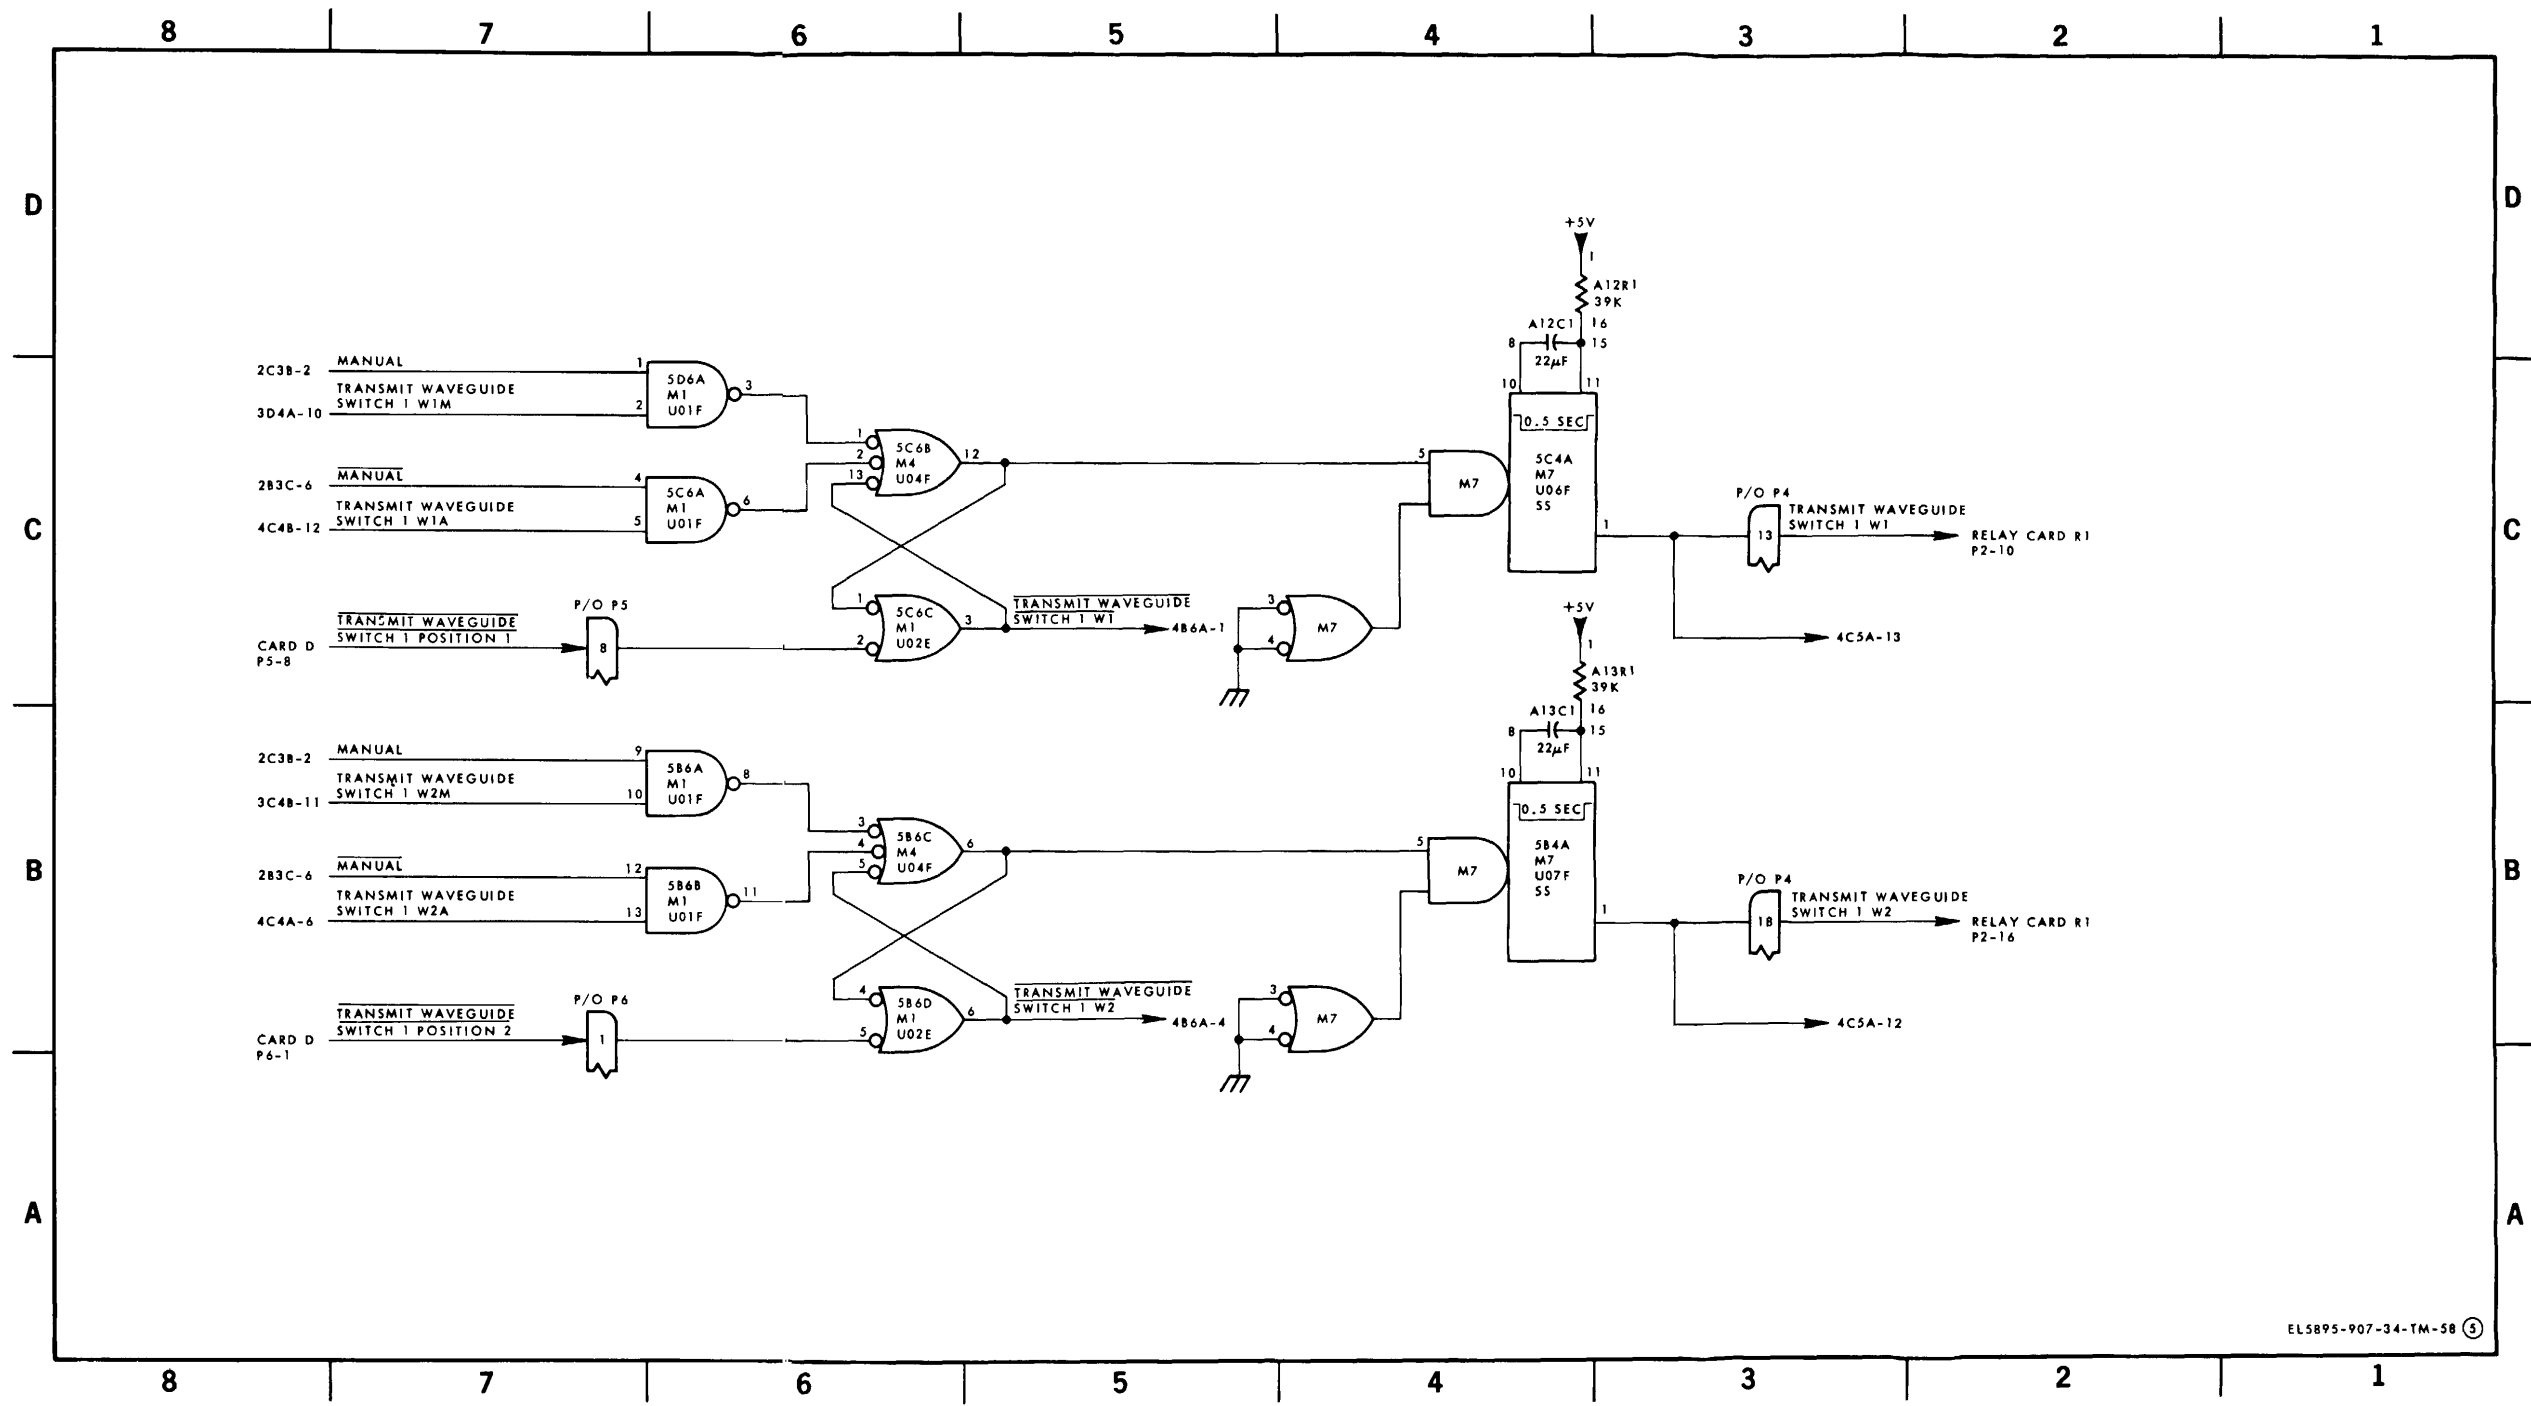 8 7 6 5 4 3 2 1
D
D
+5V
1
A12R1
39K
A12C1
16
8
15
22µF
10
11
2C3B-2
MANUAL
1
TRANSMIT WAVEGUIDE
SWITCH 1 W1M
3D4A-10
2
5D6A
M1
U01F
3
0.5 SEC
2B3C-6
MANUAL
4
TRANSMIT WAVEGUIDE
SWITCH 1 W1A
4C4B-12
5
5C6A
M1
U01F
6
1
2
13
5C6B
M4
U04F
12
5
M7
5C4A
M7
U06F
SS
1
P/O P4
13
TRANSMIT WAVEGUIDE
SWITCH 1 W1
RELAY CARD R1
P2-10
C
C
4C5A-13
TRANSMIT WAVEGUIDE
SWITCH 1 POSITION 1
CARD D
P5-8
P/O P5
8
1
2
5C6C
M1
U02E
3
TRANSMIT WAVEGUIDE
SWITCH 1 W1
4B6A-1
3
4
M7
+5V
1
A13R1
39K
A13C1
16
8
15
22µF
10
11
2C3B-2
MANUAL
9
TRANSMIT WAVEGUIDE
SWITCH 1 W2M
3C4B-11
10
5B6A
M1
U01F
8
0.5 SEC
2B3C-6
MANUAL
12
TRANSMIT WAVEGUIDE
SWITCH 1 W2A
4C4A-6
13
5B6B
M1
U01F
11
3
4
5
5B6C
M4
U04F
6
5
M7
5B4A
M7
U07F
SS
1
P/O P4
18
TRANSMIT WAVEGUIDE
SWITCH 1 W2
RELAY CARD R1
P2-16
B
B
4C5A-12
TRANSMIT WAVEGUIDE
SWITCH 1 POSITION 2
CARD D
P6-1
P/O P6
1
4
5
5B6D
M1
U02E
6
TRANSMIT WAVEGUIDE
SWITCH 1 W2
4B6A-4
3
4
M7
A
A
EL5895-907-34-TM-58 5
8 7 6 5 4 3 2 1